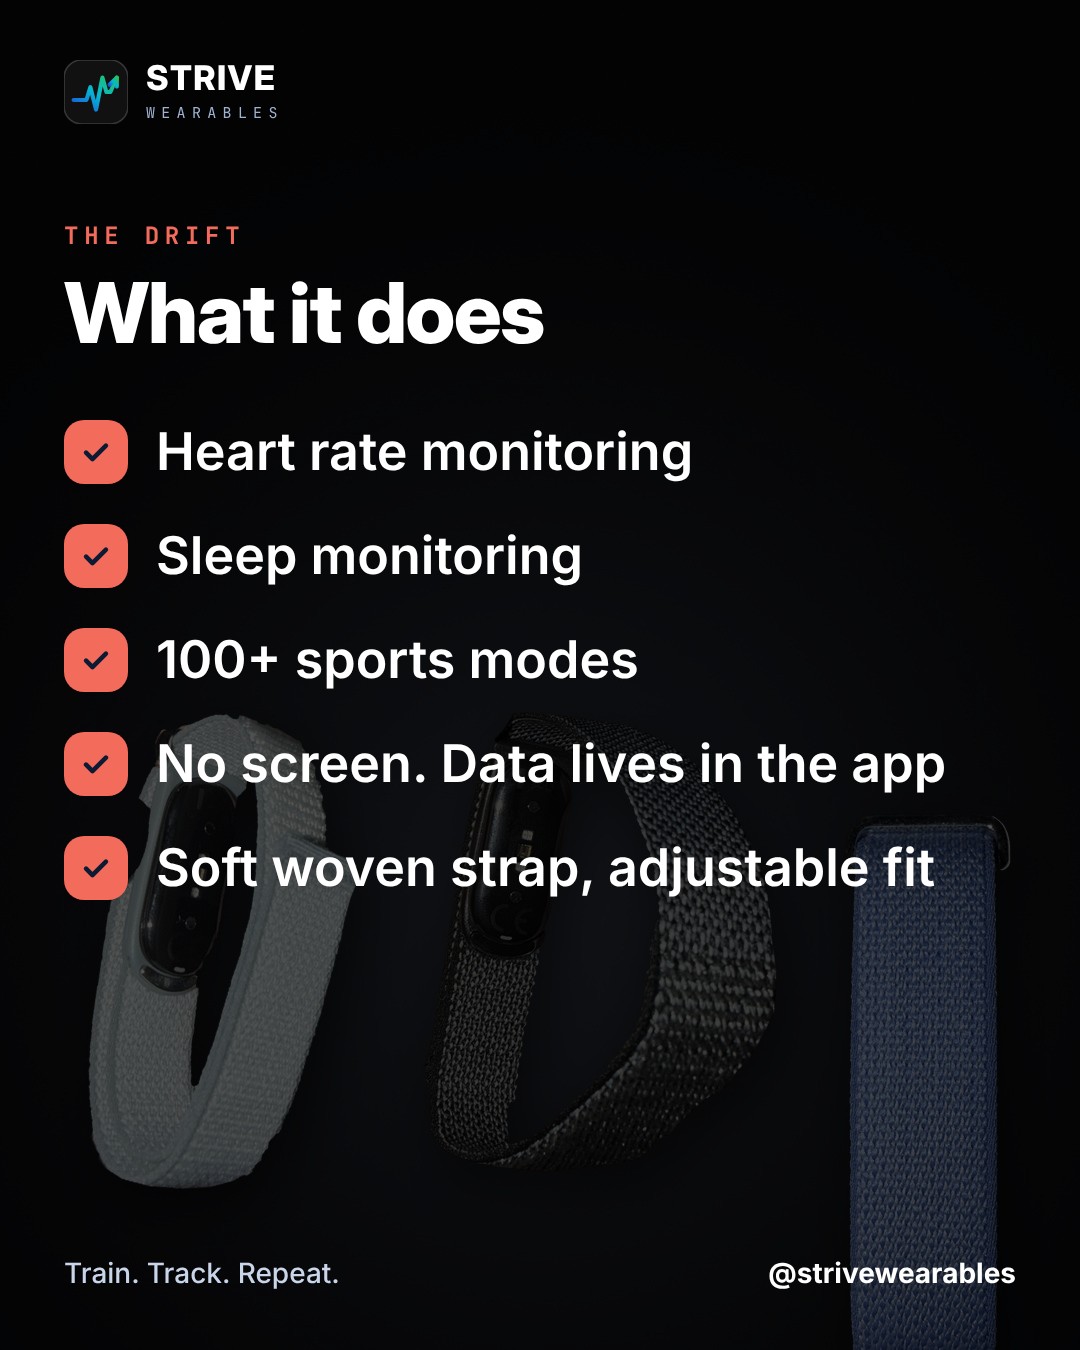 STRIVE
WEARABLES
THE DRIFT
What it does
Heart rate monitoring
Sleep monitoring
100+ sports modes
No screen. Data lives in the app
Soft woven strap, adjustable fit
Train. Track. Repeat.
@strivewearables